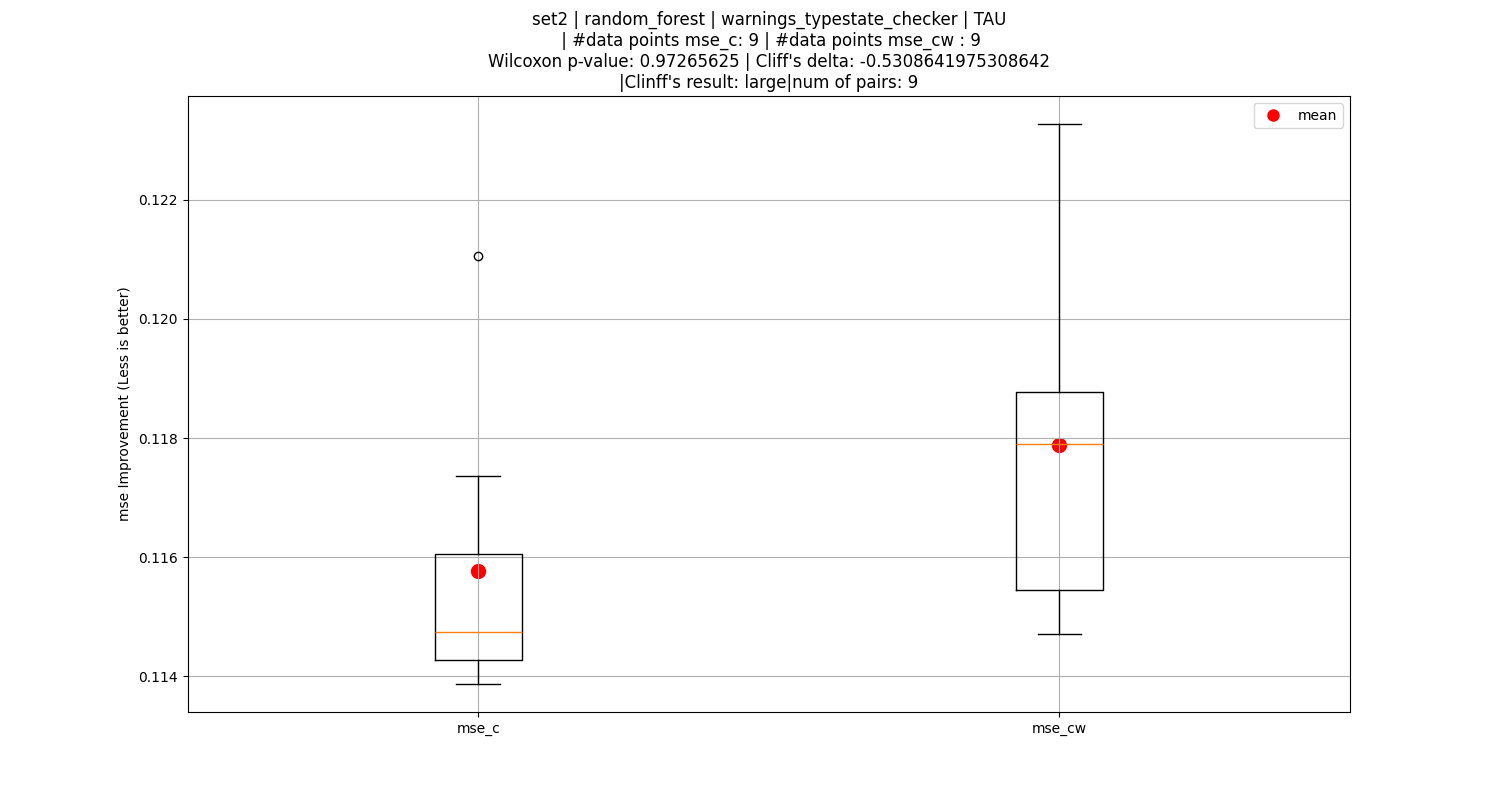 set2 | random_forest | warnings_typestate_checker | TAU
| #data points mse_c: 9 | #data points mse_cw : 9
Wilcoxon p-value: 0.97265625 | Cliff's delta: -0.5308641975308642
|Clinff's result: large|num of pairs: 9
mean
mse Improvement (Less is better)
0.122
0.120
0.118
0.116
0.114
mse_c
mse_cw